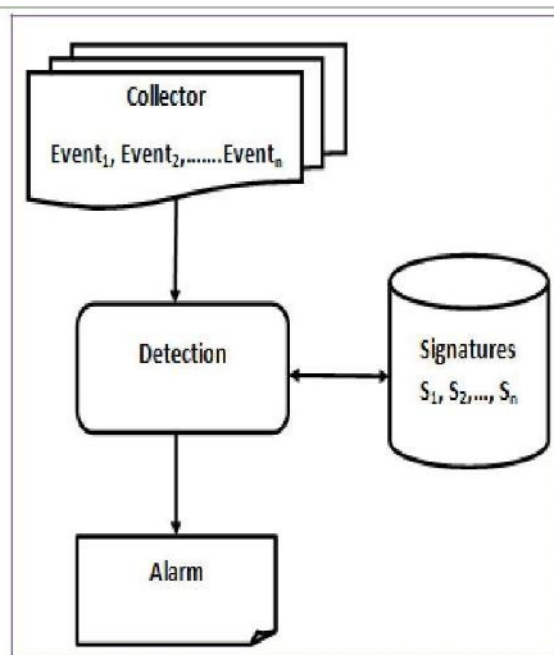 Collector
Event₁, Event₂,.......Eventₙ
Detection
Signatures
S₁, S₂,..., Sₙ
Alarm